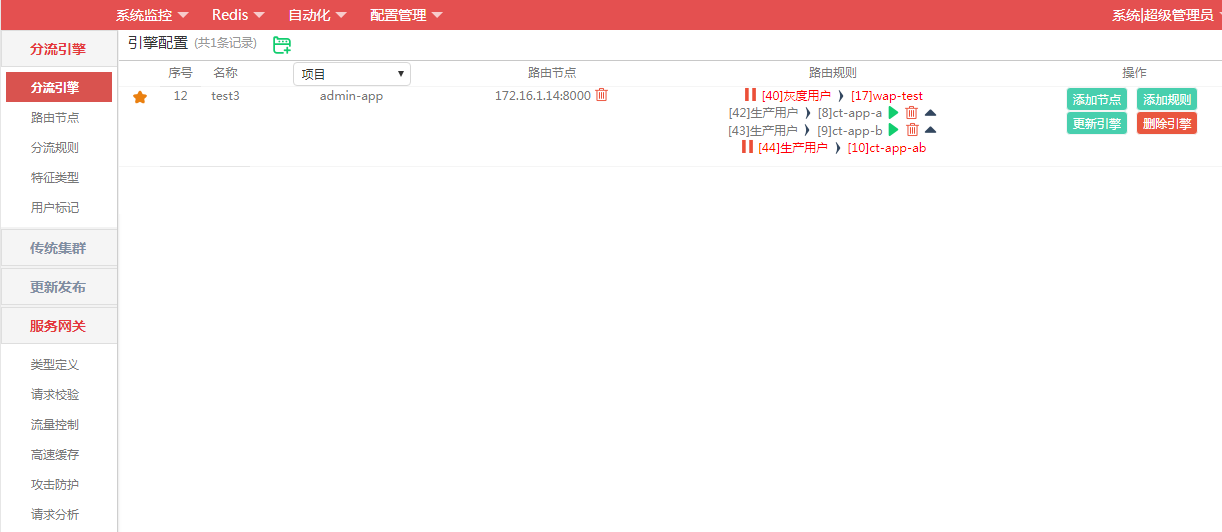 系统监控 Redis 自动化 配置管理 系统|超级管理员
分流引擎
分流引擎
路由节点
分流规则
特征类型
用户标记
传统集群
更新发布
服务网关
类型定义
请求校验
流量控制
高速缓存
攻击防护
请求分析
引擎配置 (共1条记录)
序号 名称 项目 路由节点 路由规则 操作
12 test3 admin-app 172.16.1.14:8000 [40]灰度用户 [17]wap-test 添加节点 添加规则
[42]生产用户 [8]ct-app-a 更新引擎 删除引擎
[43]生产用户 [9]ct-app-b
[44]生产用户 [10]ct-app-ab